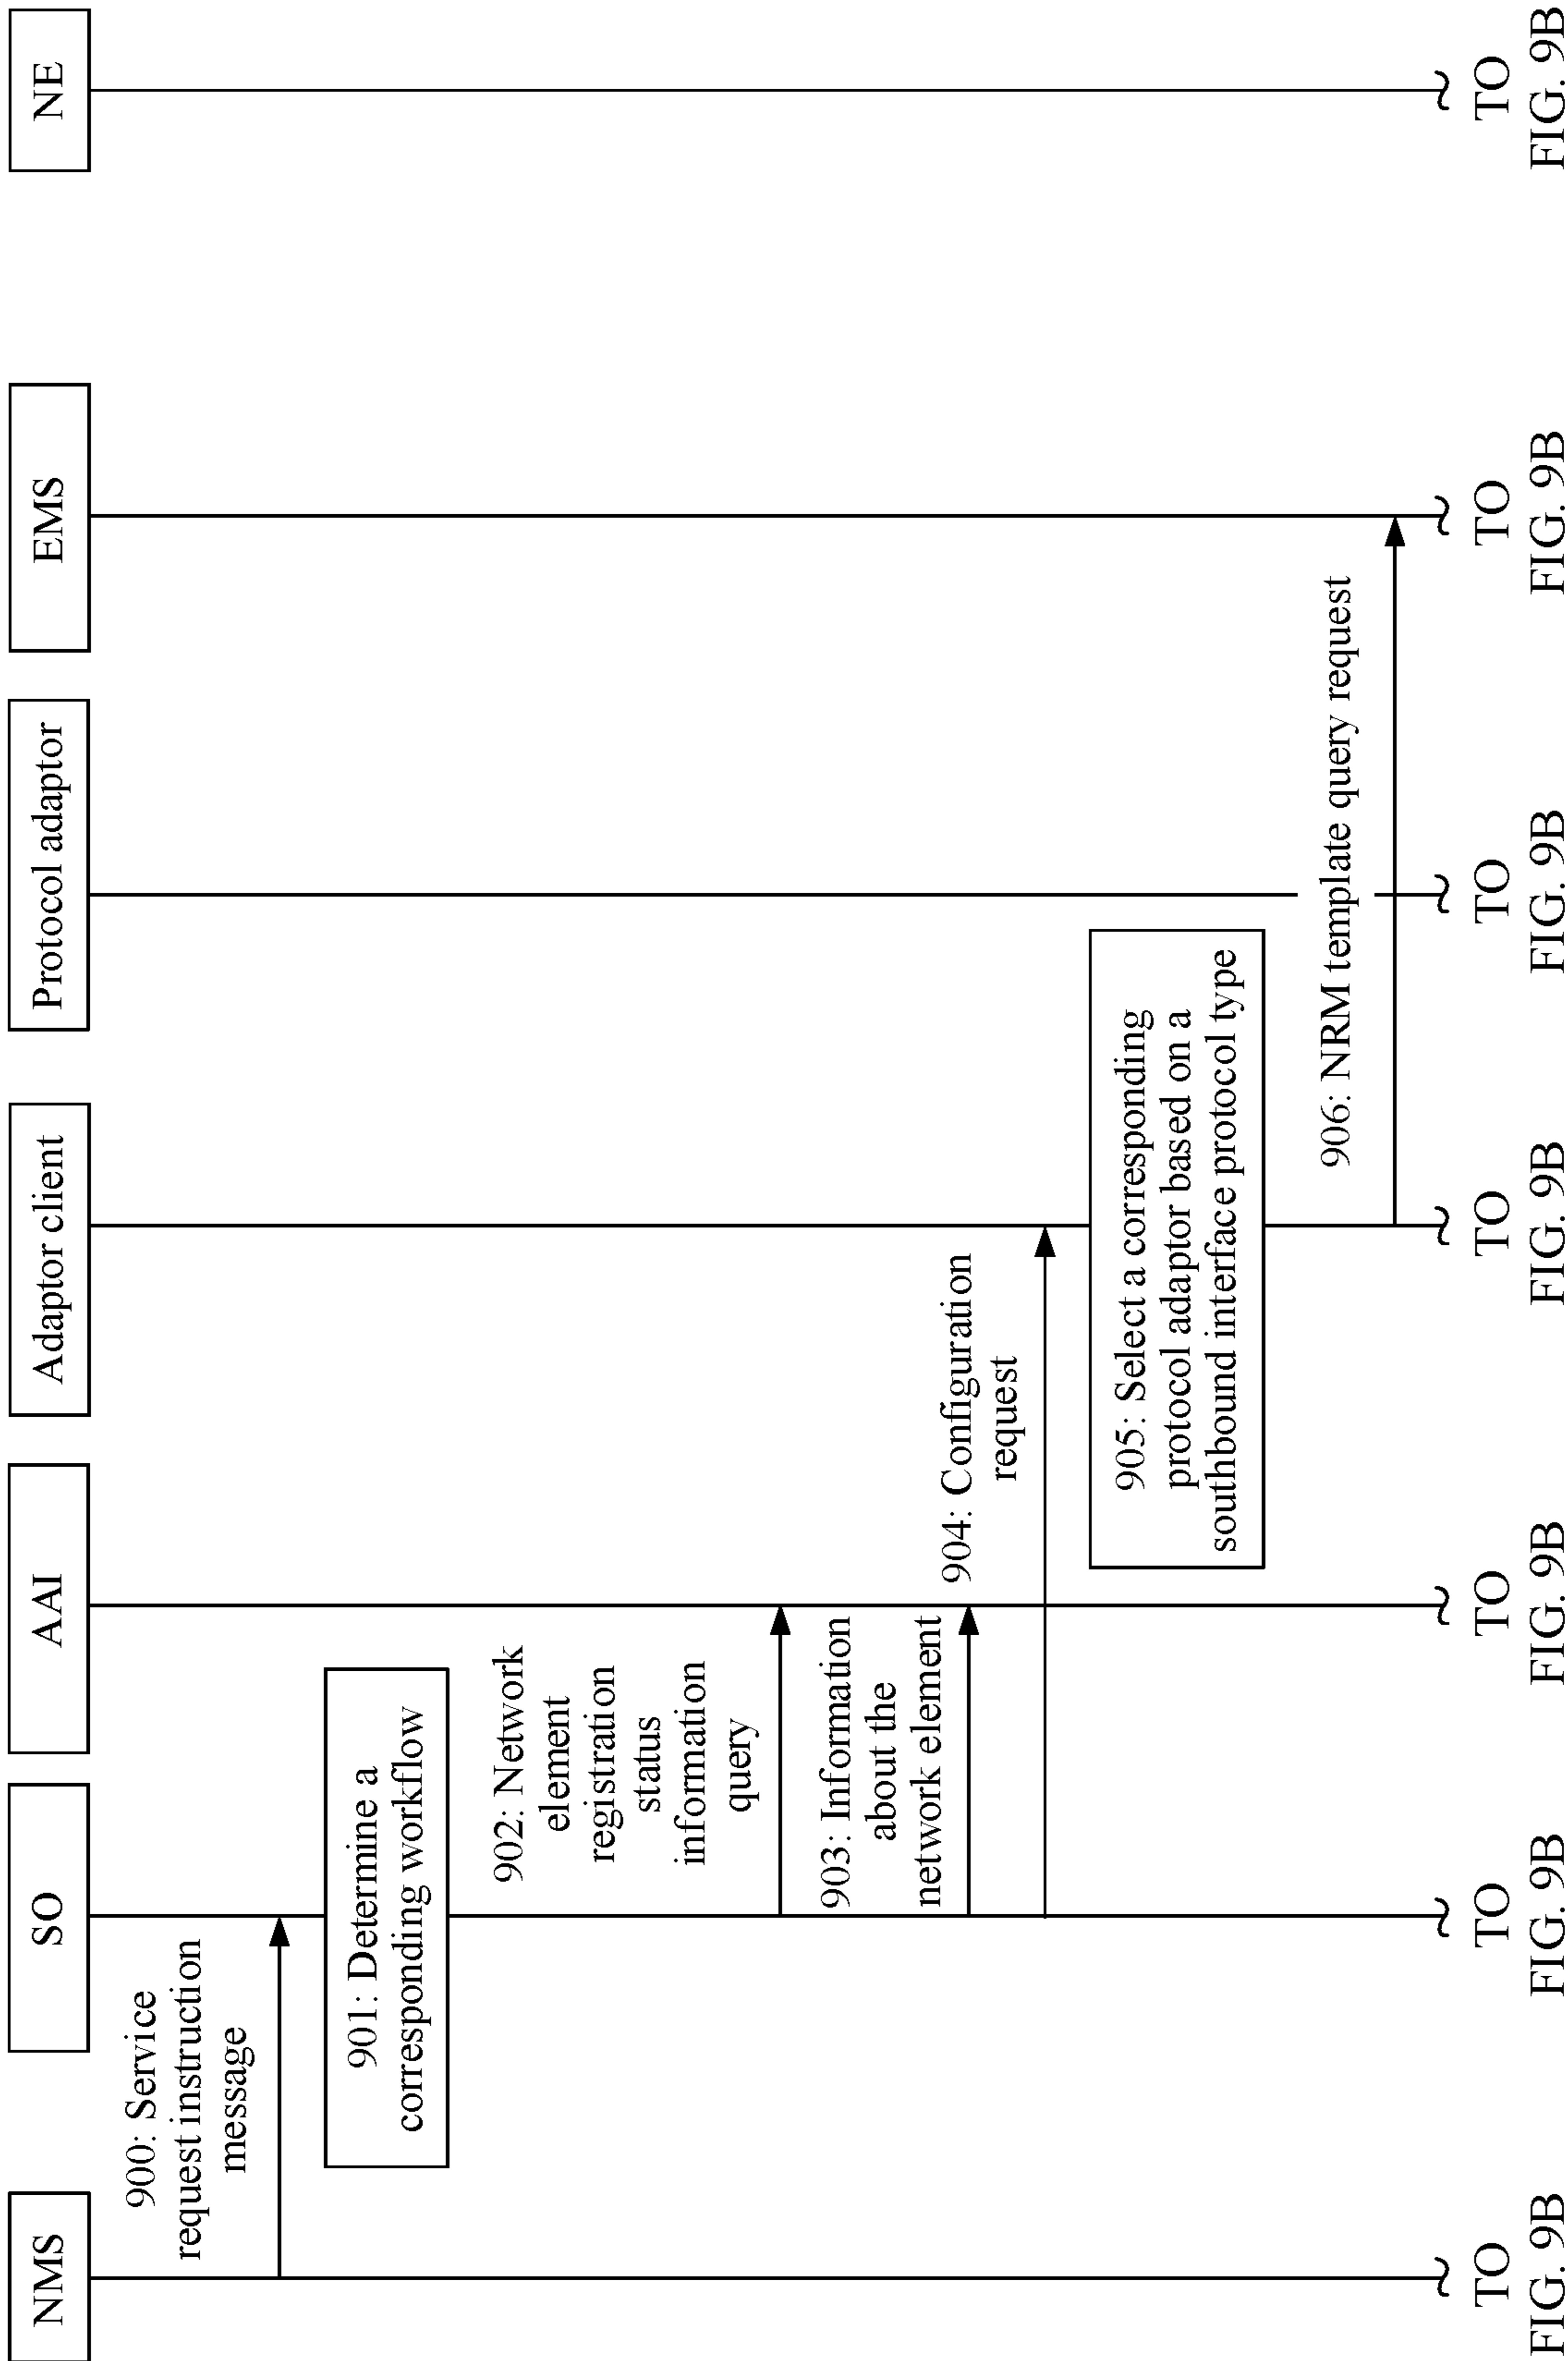 NMS
SO
AAI
Adaptor client
Protocol adaptor
EMS
NE
900: Service
request instruction
message
901: Determine a
corresponding workflow
902: Network
element
registration
status
information
query
903: Information
about the
network element
904: Configuration
request
905: Select a corresponding
protocol adaptor based on a
southbound interface protocol type
906: NRM template query request
TO
FIG. 9B
TO
FIG. 9B
TO
FIG. 9B
TO
FIG. 9B
TO
FIG. 9B
TO
FIG. 9B
TO
FIG. 9B